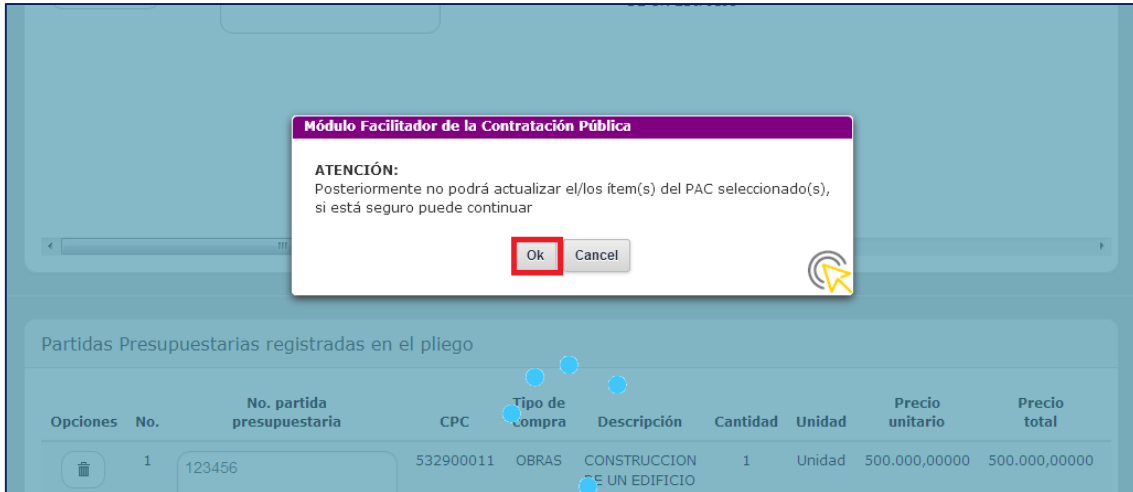 Módulo Facilitador de la Contratación Pública
ATENCIÓN:
Posteriormente no podrá actualizar el/los ítem(s) del PAC seleccionado(s),
si está seguro puede continuar
Ok Cancel
Partidas Presupuestarias registradas en el pliego
Opciones No. No. partida presupuestaria CPC Tipo de compra Descripción Cantidad Unidad Precio unitario Precio total
1 123456 532900011 OBRAS CONSTRUCCION 1 Unidad 500.000,00000 500.000,00000
DE UN EDIFICIO